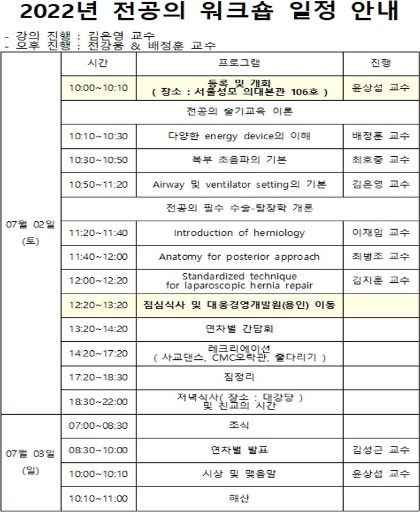 2022년 전공의 워크숍 일정 안내
- 강의 진행 : 김은영 교수
- 오후 진행 : 전강웅 & 배정훈 교수
시간 프로그램 진행
10:00~10:10 등록 및 개회 ( 장소 : 서울성모 의대본관 106호 ) 윤상섭 교수
전공의 술기교육 이론
10:10~10:30 다양한 energy device의 이해 배정훈 교수
10:30~10:50 복부 초음파의 기본 최호중 교수
10:50~11:20 Airway 및 ventilator setting의 기본 김은영 교수
07월 02일
(토)
전공의 필수 수술-탈장학 개론
11:20~11:40 Introduction of herniology 이재임 교수
11:40~12:00 Anatomy for posterior approach 최병조 교수
12:00~12:20 Standardized technique for laparoscopic hernia repair 김지훈 교수
12:20~13:20 점심식사 및 대웅경영개발원(용인) 이동
13:20~14:20 연차별 간담회
14:20~17:20 레크리에이션 ( 사교댄스, CMC오락관, 줄다리기 )
17:20~18:30 짐정리
18:30~22:00 저녁식사( 장소 : 대강당 ) 및 친교의 시간
07월 03일
(일)
07:00~08:30 조식
08:30~10:00 연차별 발표 김성근 교수
10:00~10:10 시상 및 맺음말 윤상섭 교수
10:10~11:00 해산